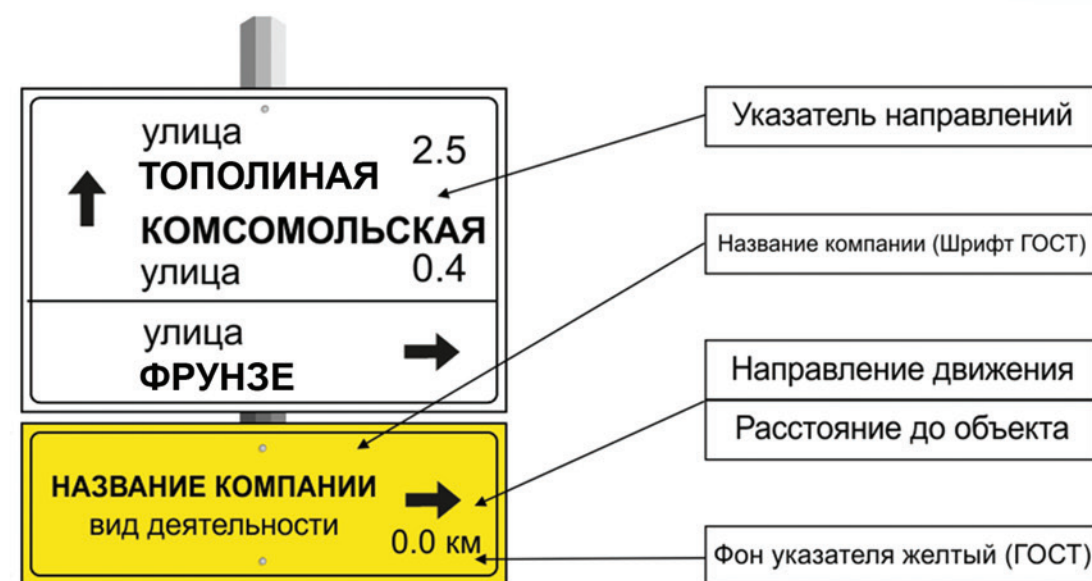 улица
ТОПОЛИНАЯ 2.5
КОМСОМОЛЬСКАЯ
улица 0.4
улица
ФРУНЗЕ
НАЗВАНИЕ КОМПАНИИ
вид деятельности
0.0 км
Указатель направлений
Название компании (Шрифт ГОСТ)
Направление движения
Расстояние до объекта
Фон указателя желтый (ГОСТ)